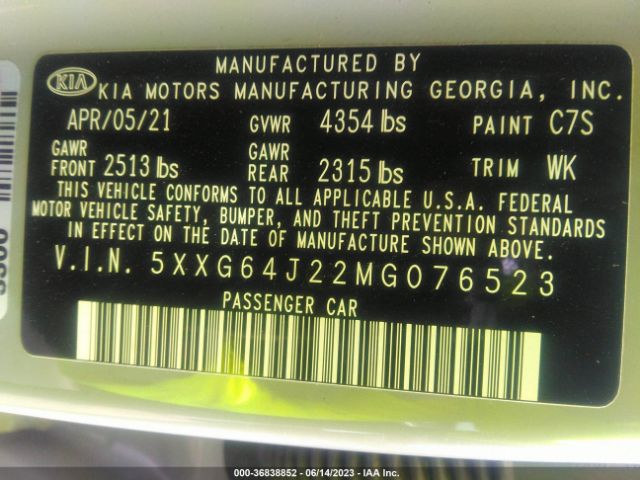 MANUFACTURED BY
KIA KIA MOTORS MANUFACTURING GEORGIA, INC.
APR/05/21 GVWR 4354 lbs PAINT C7S
GAWR FRONT 2513 lbs GAWR REAR 2315 lbs TRIM WK
THIS VEHICLE CONFORMS TO ALL APPLICABLE U.S.A. FEDERAL
MOTOR VEHICLE SAFETY, BUMPER, AND THEFT PREVENTION STANDARDS
IN EFFECT ON THE DATE OF MANUFACTURE SHOWN ABOVE.
V.I.N. 5XXG64J22MG076523
PASSENGER CAR
000-36838852 - 06/14/2023 - IAA Inc.